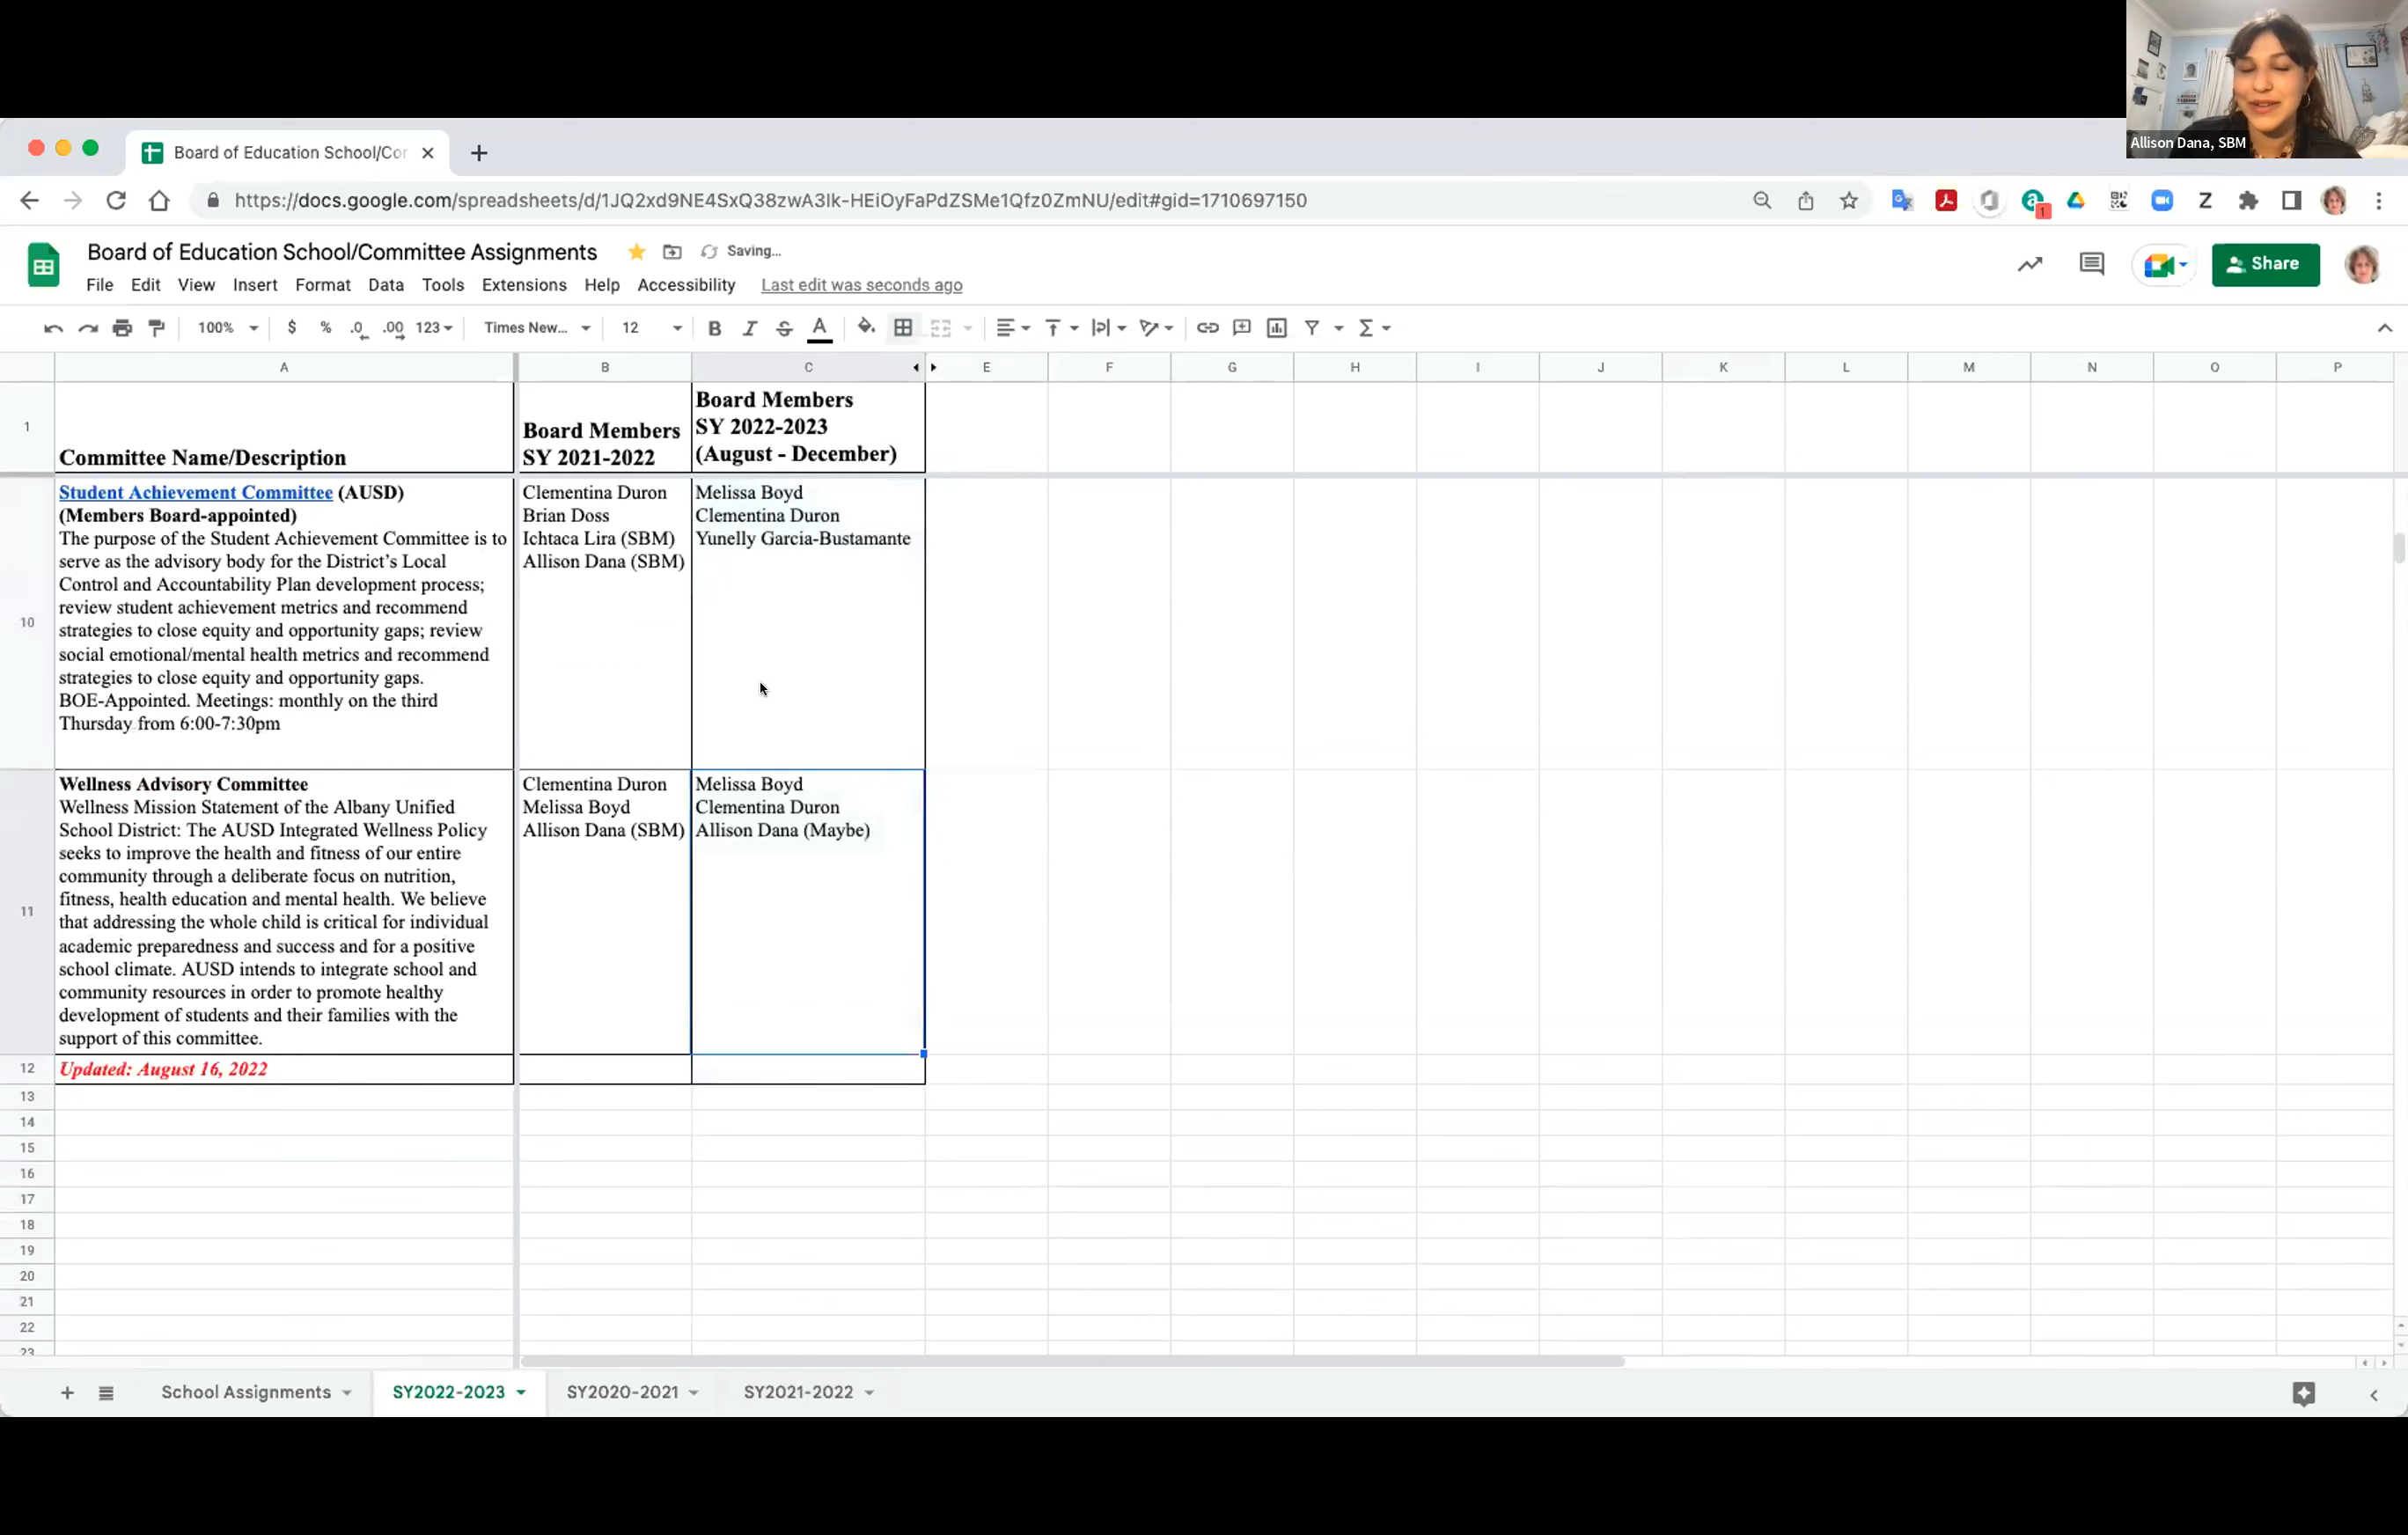 Allison Dana, SBM
Board of Education School/Cor
https://docs.google.com/spreadsheets/d/1JQ2xd9NE4SxQ38zwA3Ik-HEiOyFaPdZSMe1Qfz0ZmNU/edit#gid=1710697150
1
Z
Board of Education School/Committee Assignments
Saving...
File Edit View Insert Format Data Tools Extensions Help Accessibility Last edit was seconds ago
Share
100% $ % .0 .00 123 Times New... 12 B I S A
A B C E F G H I J K L M N O P
1
Committee Name/Description
Board Members
SY 2021-2022
Board Members
SY 2022-2023
(August - December)
10
Student Achievement Committee (AUSD)
(Members Board-appointed)
The purpose of the Student Achievement Committee is to
serve as the advisory body for the District's Local
Control and Accountability Plan development process;
review student achievement metrics and recommend
strategies to close equity and opportunity gaps; review
social emotional/mental health metrics and recommend
strategies to close equity and opportunity gaps.
BOE-Appointed. Meetings: monthly on the third
Thursday from 6:00-7:30pm
Clementina Duron
Brian Doss
Ichtaca Lira (SBM)
Allison Dana (SBM)
Melissa Boyd
Clementina Duron
Yunelly Garcia-Bustamante
11
Wellness Advisory Committee
Wellness Mission Statement of the Albany Unified
School District: The AUSD Integrated Wellness Policy
seeks to improve the health and fitness of our entire
community through a deliberate focus on nutrition,
fitness, health education and mental health. We believe
that addressing the whole child is critical for individual
academic preparedness and success and for a positive
school climate. AUSD intends to integrate school and
community resources in order to promote healthy
development of students and their families with the
support of this committee.
Clementina Duron
Melissa Boyd
Allison Dana (SBM)
Melissa Boyd
Clementina Duron
Allison Dana (Maybe)
12
Updated: August 16, 2022
13
14
15
16
17
18
19
20
21
22
23
School Assignments SY2022-2023 SY2020-2021 SY2021-2022